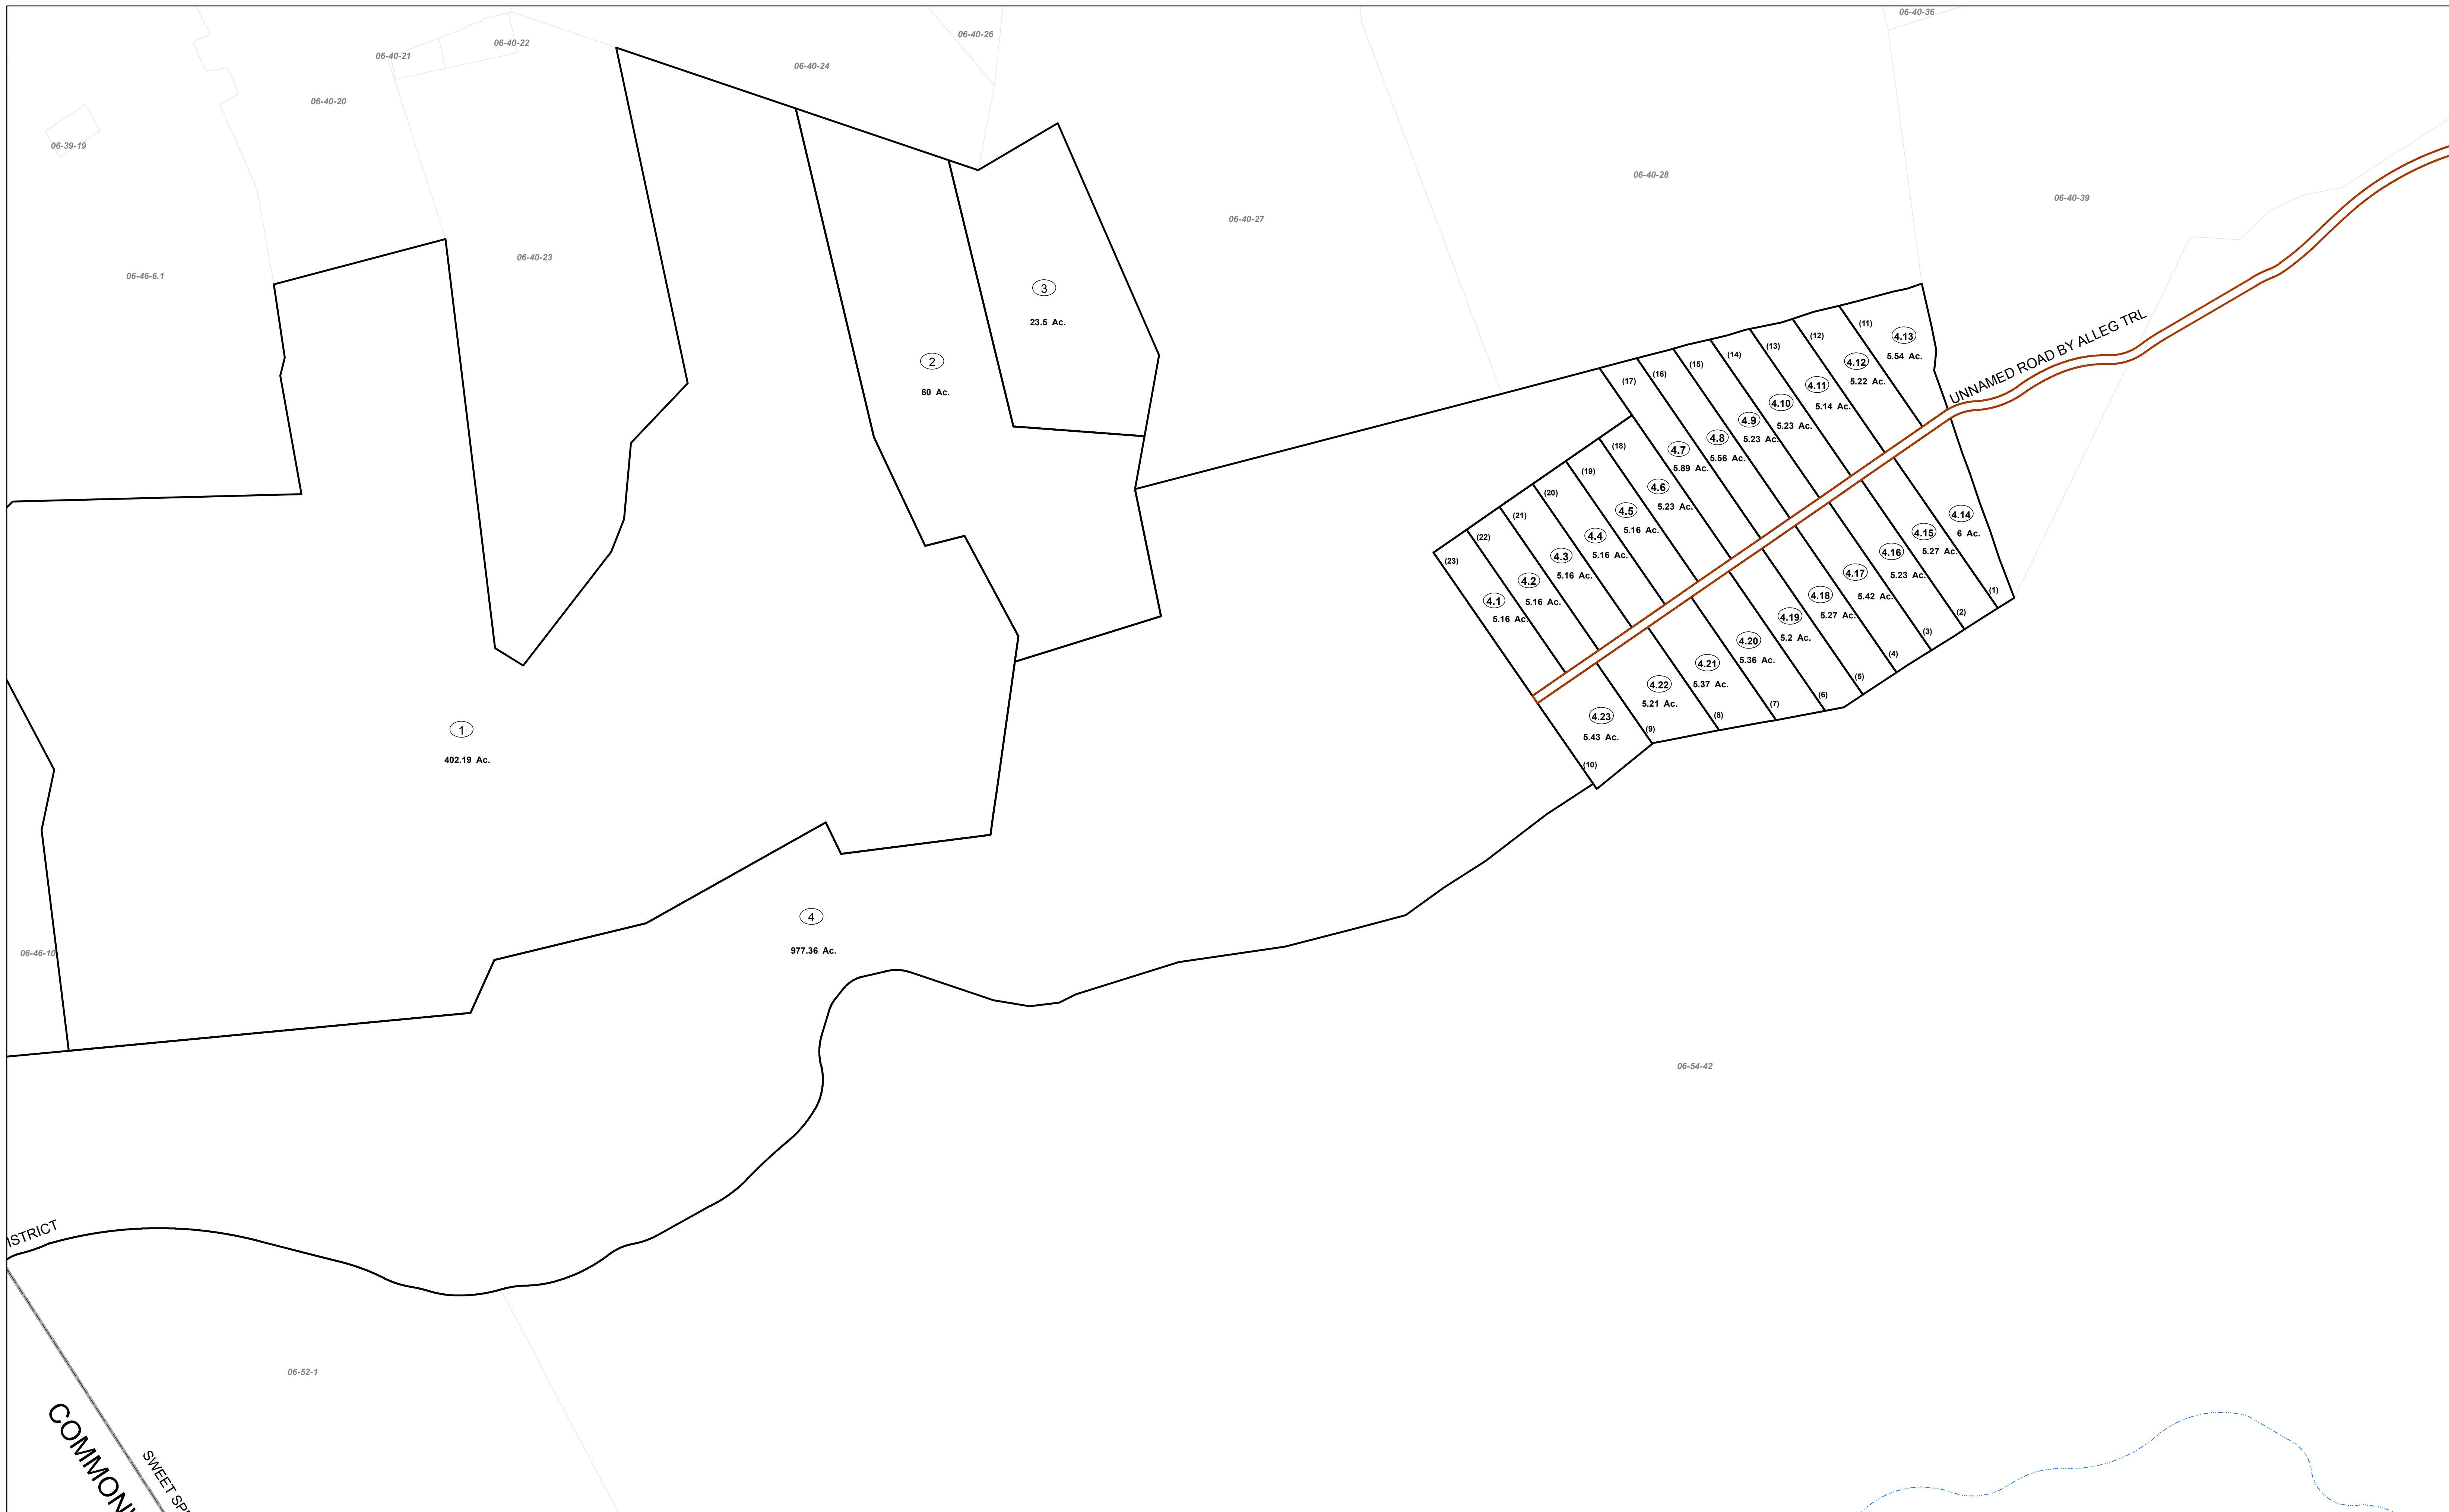 06-40-36
06-40-26
06-40-22
06-40-21
06-40-24
06-40-20
06-39-19
06-40-28
06-40-39
06-40-27
06-40-23
06-46-6.1
3
23.5 Ac.
2
60 Ac.
UNNAMED ROAD BY ALLEG TRL
(11)
4.13
5.54 Ac.
(12)
4.12
5.22 Ac.
(13)
4.11
5.14 Ac.
(14)
4.10
5.23 Ac.
(15)
4.9
5.23 Ac.
(16)
4.8
5.56 Ac.
(17)
4.7
5.89 Ac.
(18)
4.6
5.23 Ac.
(19)
4.5
5.16 Ac.
(20)
4.4
5.16 Ac.
(21)
4.3
5.16 Ac.
(22)
4.2
5.16 Ac.
(23)
4.1
5.16 Ac.
4.14
6 Ac.
(1)
4.15
5.27 Ac.
(2)
4.16
5.23 Ac.
(3)
4.17
5.42 Ac.
(4)
4.18
5.27 Ac.
(5)
4.19
5.2 Ac.
(6)
4.20
5.36 Ac.
(7)
4.21
5.37 Ac.
(8)
4.22
5.21 Ac.
(9)
4.23
5.43 Ac.
(10)
1
402.19 Ac.
4
977.36 Ac.
06-46-10
06-54-42
ISTRICT
06-52-1
COMMON
SWEET SP